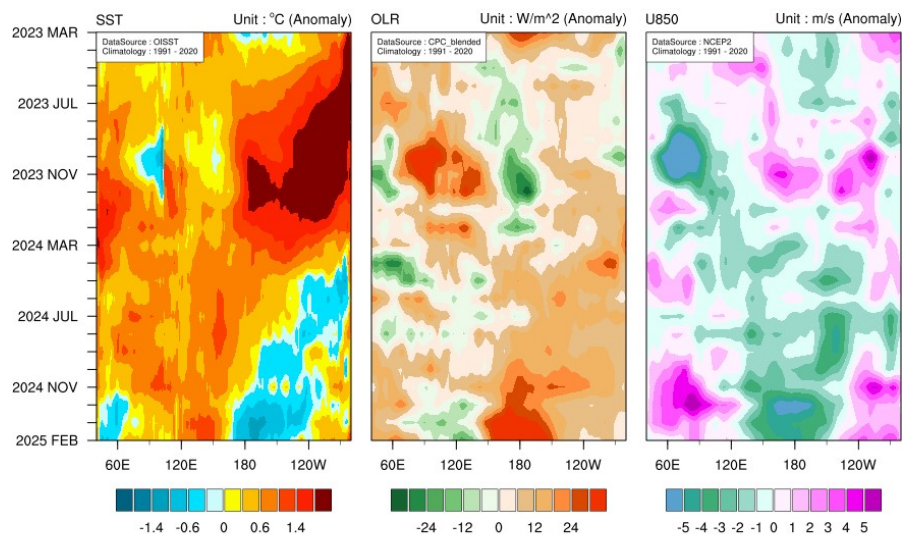 SST Unit : °C (Anomaly)
DataSource : OISST
Climatology : 1991 - 2020
2023 MAR
2023 JUL
2023 NOV
2024 MAR
2024 JUL
2024 NOV
2025 FEB
60E 120E 180 120W
-1.4 -0.6 0 0.6 1.4
OLR Unit : W/m^2 (Anomaly)
DataSource : CPC_blended
Climatology : 1991 - 2020
60E 120E 180 120W
-24 -12 0 12 24
U850 Unit : m/s (Anomaly)
DataSource : NCEP2
Climatology : 1991 - 2020
60E 120E 180 120W
-5 -4 -3 -2 -1 0 1 2 3 4 5